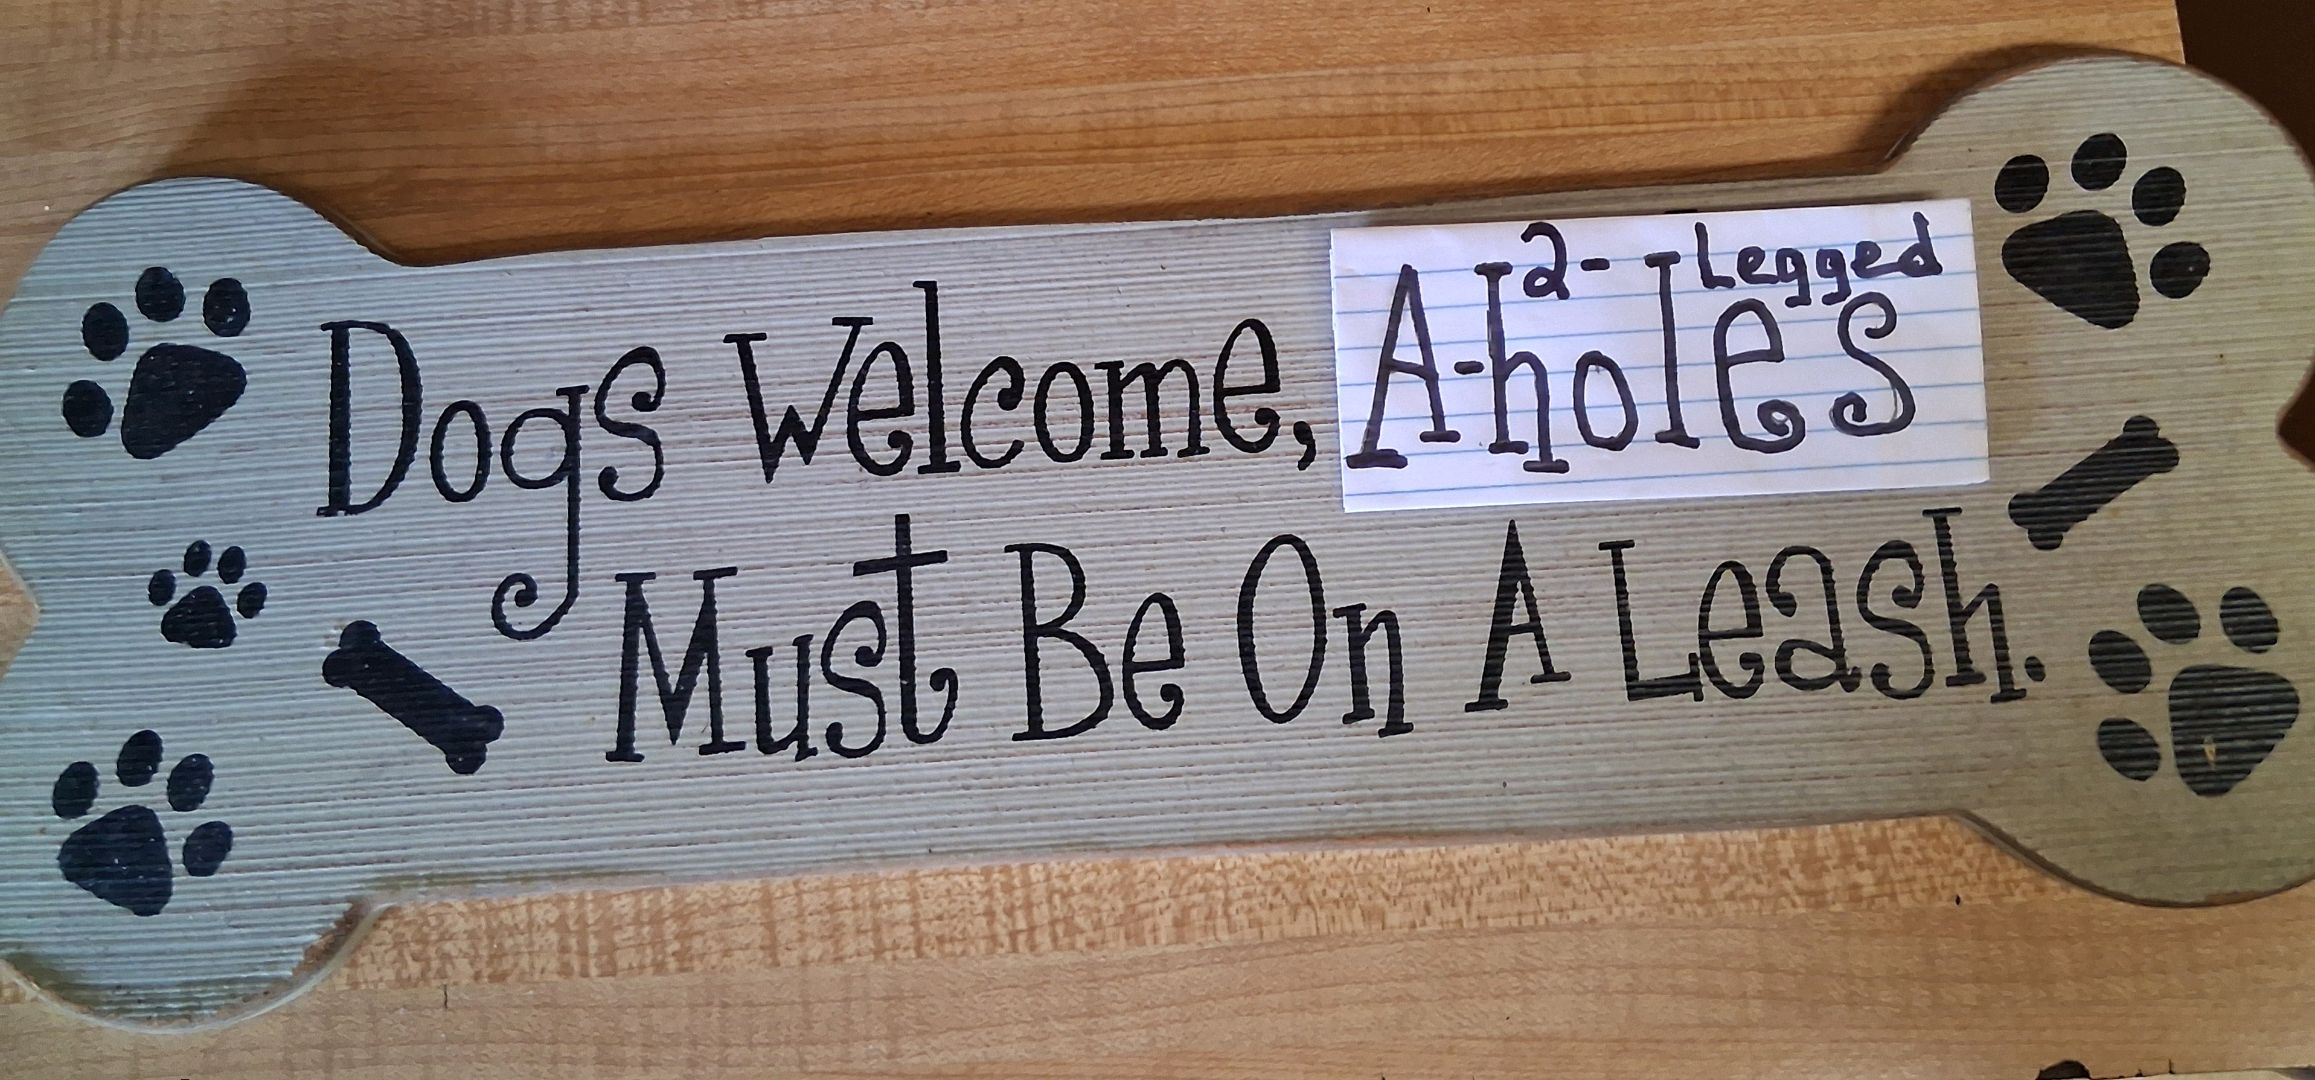 2-Legged
Dogs Welcome, A-holes
Must Be On A Leash.